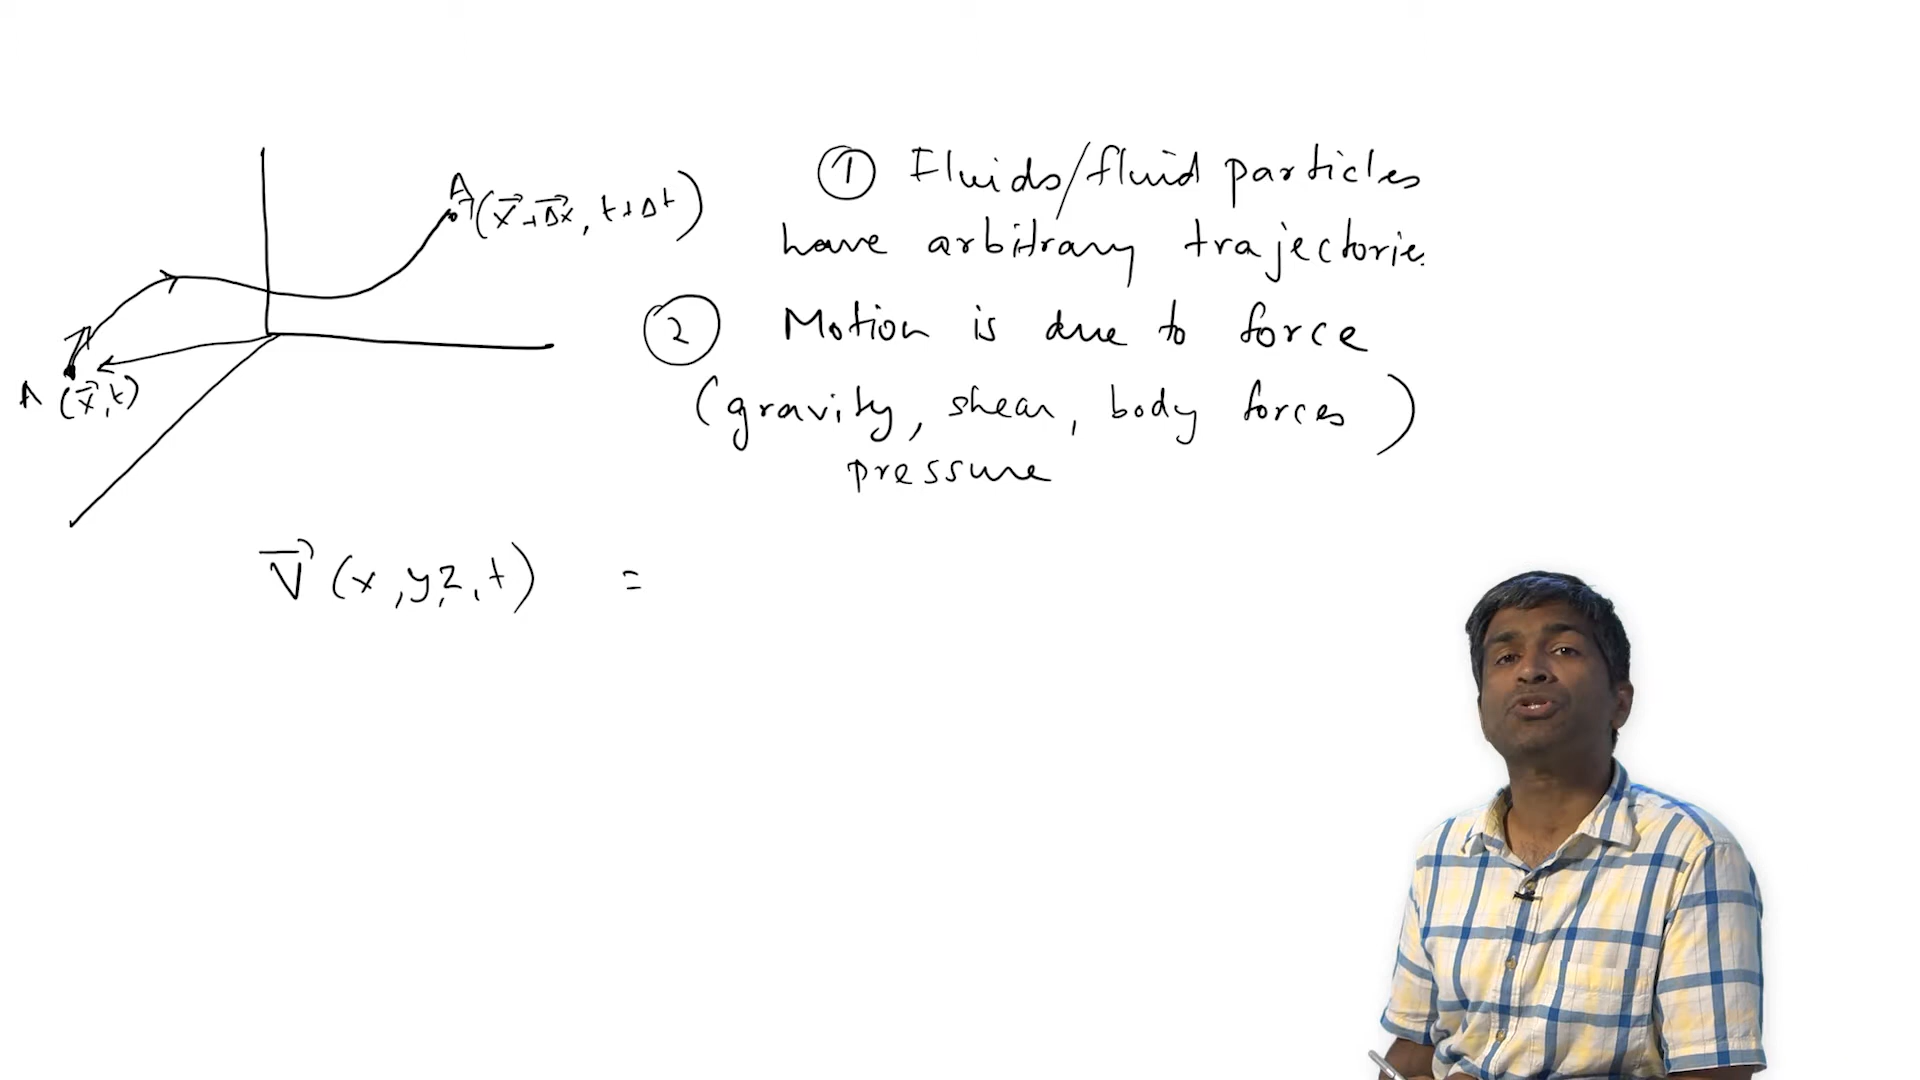 A (x⃗+Δx⃗, t+Δt)
A (x⃗,t)
① Fluids/fluid particles
have arbitrary trajectorie.
② Motion is due to force
(gravity, shear, body forces)
pressure
V⃗ (x,y,z,t) =